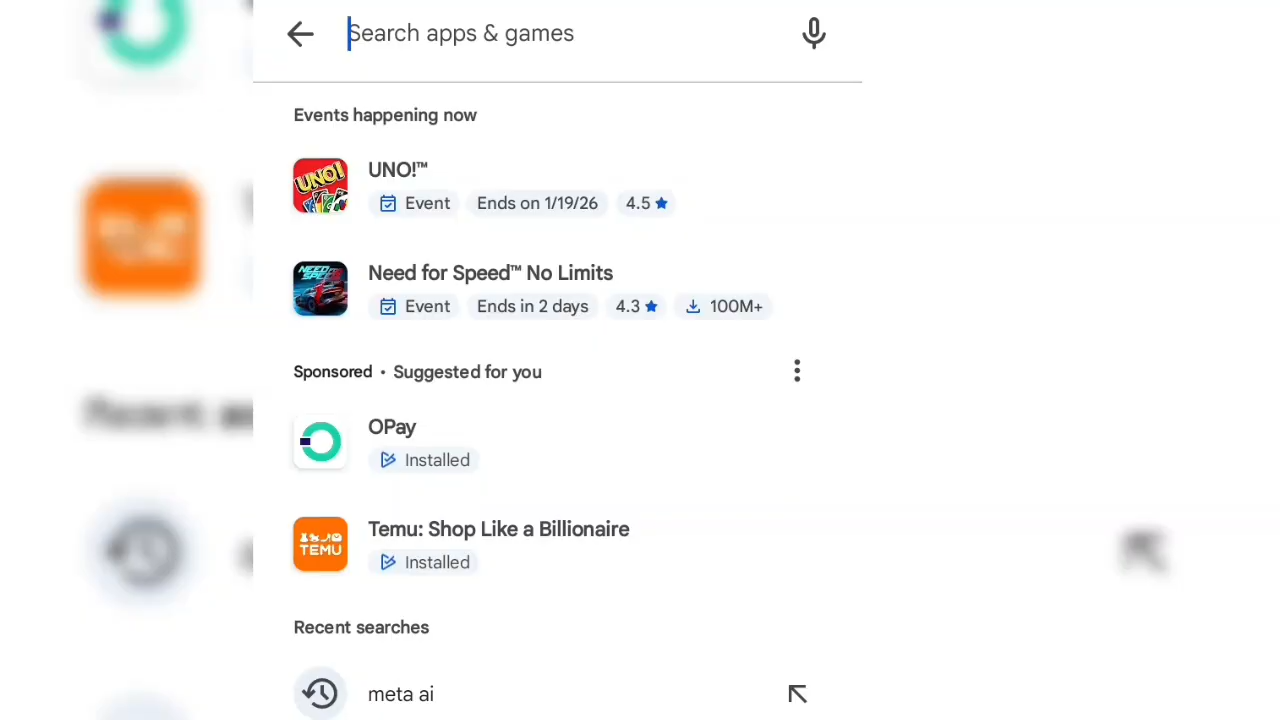 Search apps & games
Events happening now
UNO!™
Event Ends on 1/19/26 4.5
Need for Speed™ No Limits
Event Ends in 2 days 4.3 100M+
Sponsored • Suggested for you
OPay
Installed
TEMU
Temu: Shop Like a Billionaire
Installed
Recent searches
meta ai